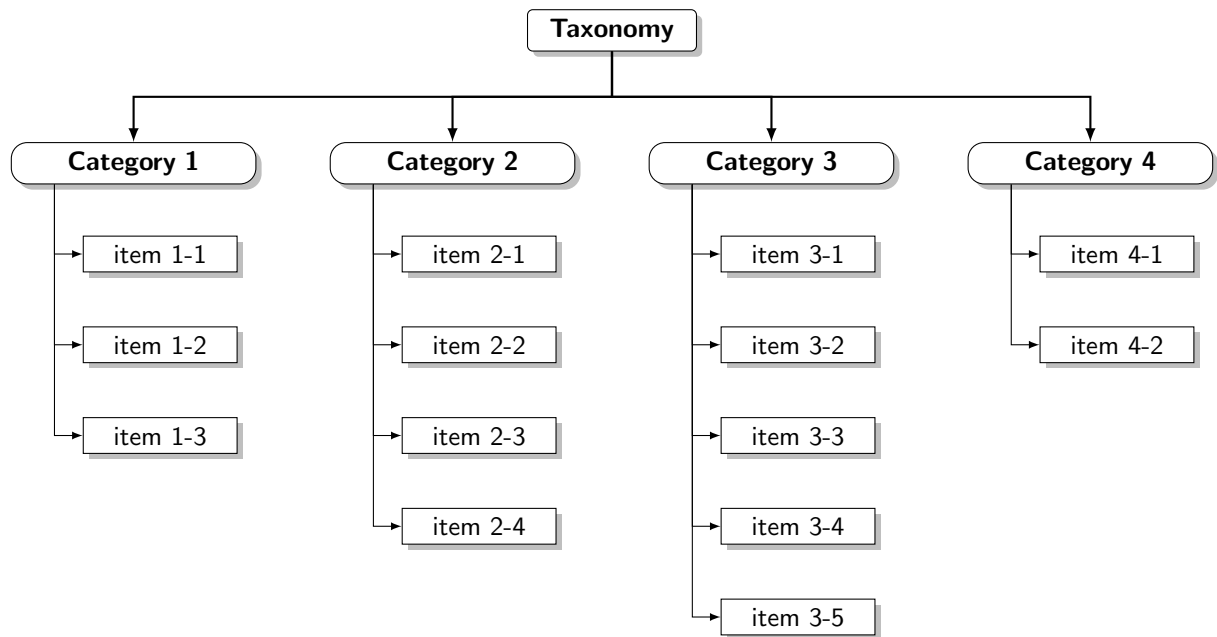 Taxonomy
Category 1
Category 2
Category 3
Category 4
item 1-1
item 2-1
item 3-1
item 4-1
item 1-2
item 2-2
item 3-2
item 4-2
item 1-3
item 2-3
item 3-3
item 2-4
item 3-4
item 3-5